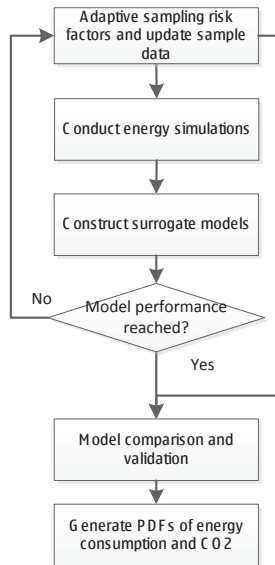 Adaptive sampling risk
factors and update sample
data
Conduct energy simulations
Construct surrogate models
Model performance
reached?
No
Yes
Model comparison and
validation
Generate PDFs of energy
consumption and CO2